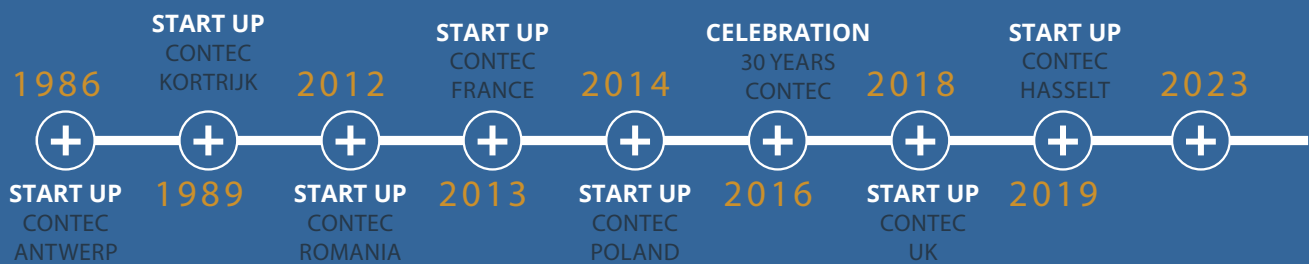 1986
START UP
CONTEC
ANTWERP
START UP
CONTEC
KORTRIJK
1989
2012
START UP
CONTEC
ROMANIA
START UP
CONTEC
FRANCE
2013
2014
START UP
CONTEC
POLAND
CELEBRATION
30 YEARS
CONTEC
2016
2018
START UP
CONTEC
UK
START UP
CONTEC
HASSELT
2019
2023